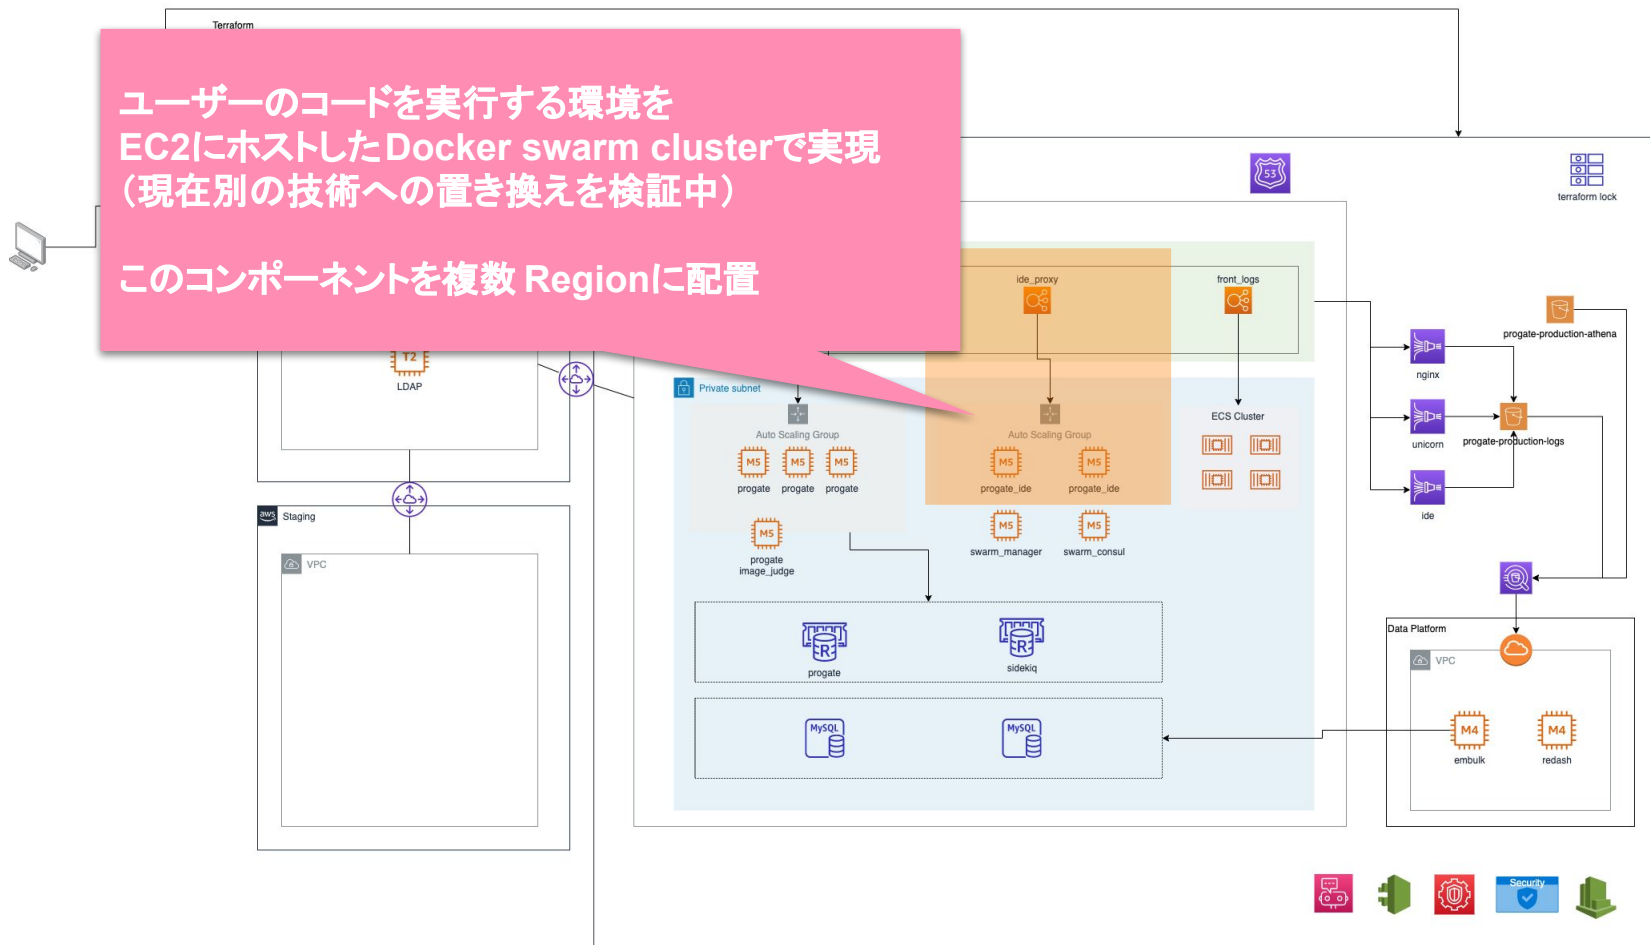 Terraform
ユーザーのコードを実行する環境を
EC2にホストしたDocker swarm clusterで実現
（現在別の技術への置き換えを検証中）
このコンポーネントを複数 Regionに配置
53
terraform lock
ide_proxy
front_logs
progate-production-athena
T2
LDAP
nginx
Private subnet
ECS Cluster
Auto Scaling Group
Auto Scaling Group
unicorn
progate-production-logs
M5
M5
M5
M5
M5
progate
progate
progate
progate_ide
progate_ide
ide
aws
Staging
M5
M5
M5
swarm_manager
swarm_consul
progate
image_judge
VPC
R
R
progate
sidekiq
Data Platform
VPC
MySQL
MySQL
M4
M4
embulk
redash
Security